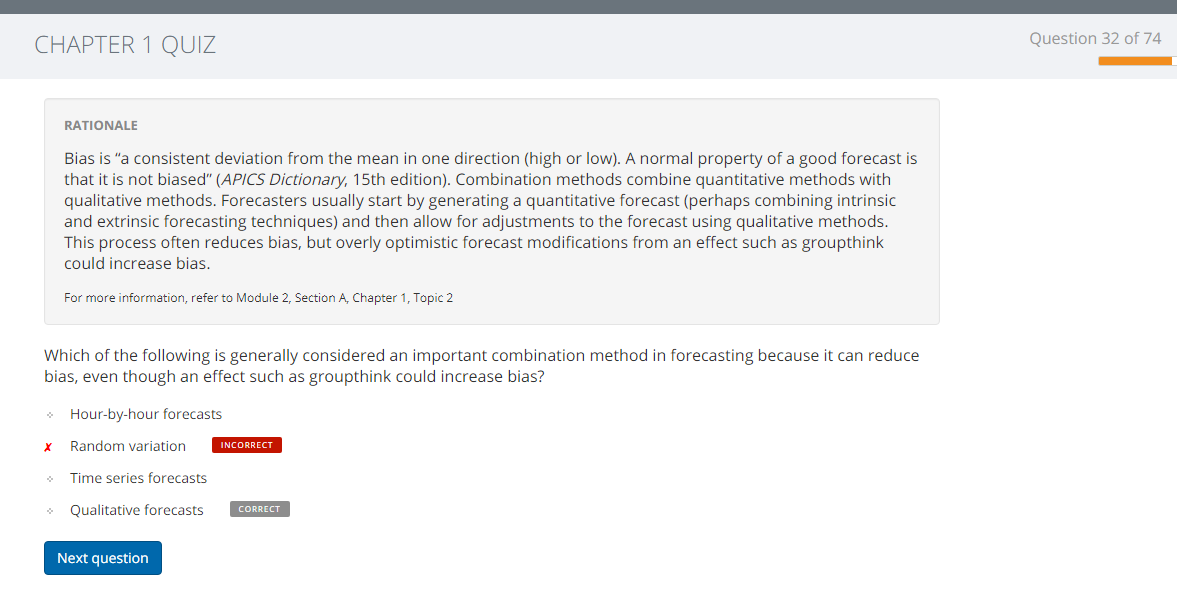 CHAPTER 1 QUIZ
Question 32 of 74
RATIONALE
Bias is “a consistent deviation from the mean in one direction (high or low). A normal property of a good forecast is
that it is not biased” (APICS Dictionary, 15th edition). Combination methods combine quantitative methods with
qualitative methods. Forecasters usually start by generating a quantitative forecast (perhaps combining intrinsic
and extrinsic forecasting techniques) and then allow for adjustments to the forecast using qualitative methods.
This process often reduces bias, but overly optimistic forecast modifications from an effect such as groupthink
could increase bias.
For more information, refer to Module 2, Section A, Chapter 1, Topic 2
Which of the following is generally considered an important combination method in forecasting because it can reduce
bias, even though an effect such as groupthink could increase bias?
Hour-by-hour forecasts
✗ Random variation INCORRECT
Time series forecasts
Qualitative forecasts CORRECT
Next question